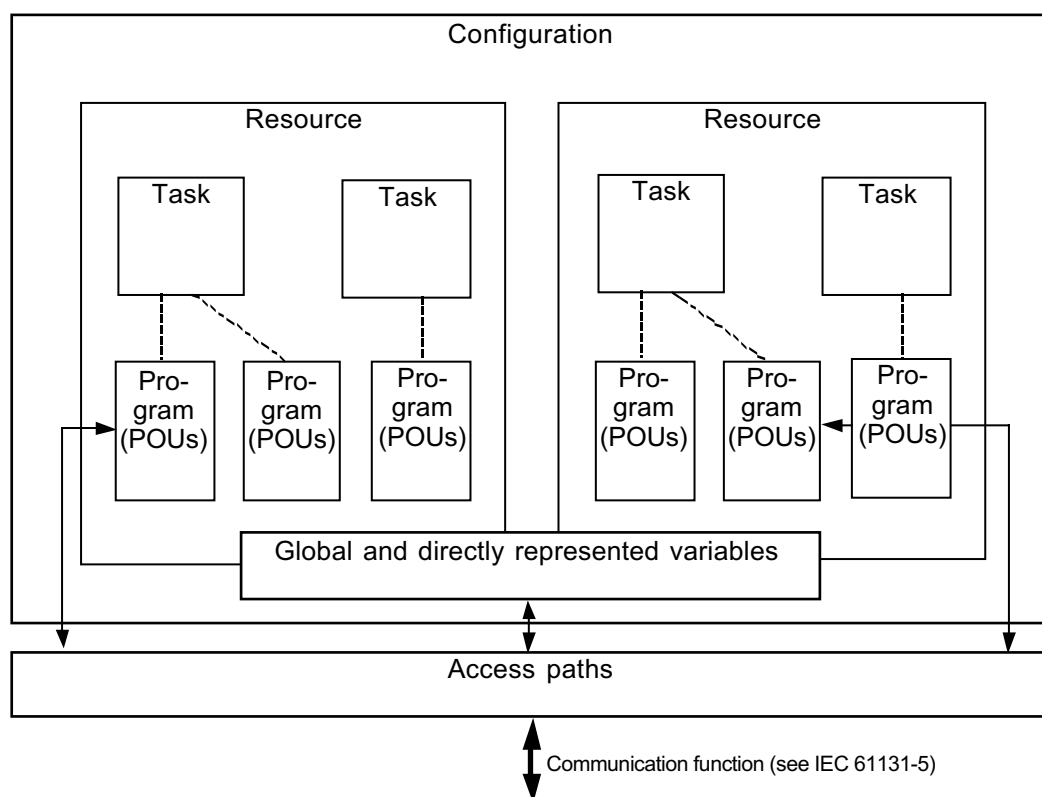 Configuration
Resource
Resource
Task
Task
Task
Task
Pro-
gram
(POUs)
Pro-
gram
(POUs)
Pro-
gram
(POUs)
Pro-
gram
(POUs)
Pro-
gram
(POUs)
Pro-
gram
(POUs)
Global and directly represented variables
Access paths
Communication function (see IEC 61131-5)